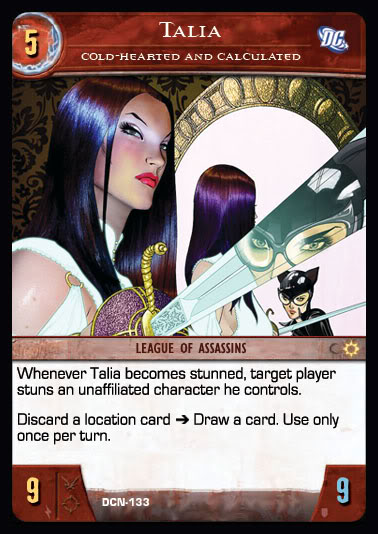 5
TALIA
COLD-HEARTED AND CALCULATED
DC
LEAGUE OF ASSASSINS
C
Whenever Talia becomes stunned, target player
stuns an unaffiliated character he controls.
Discard a location card ➔ Draw a card. Use only
once per turn.
9
DCN-133
9